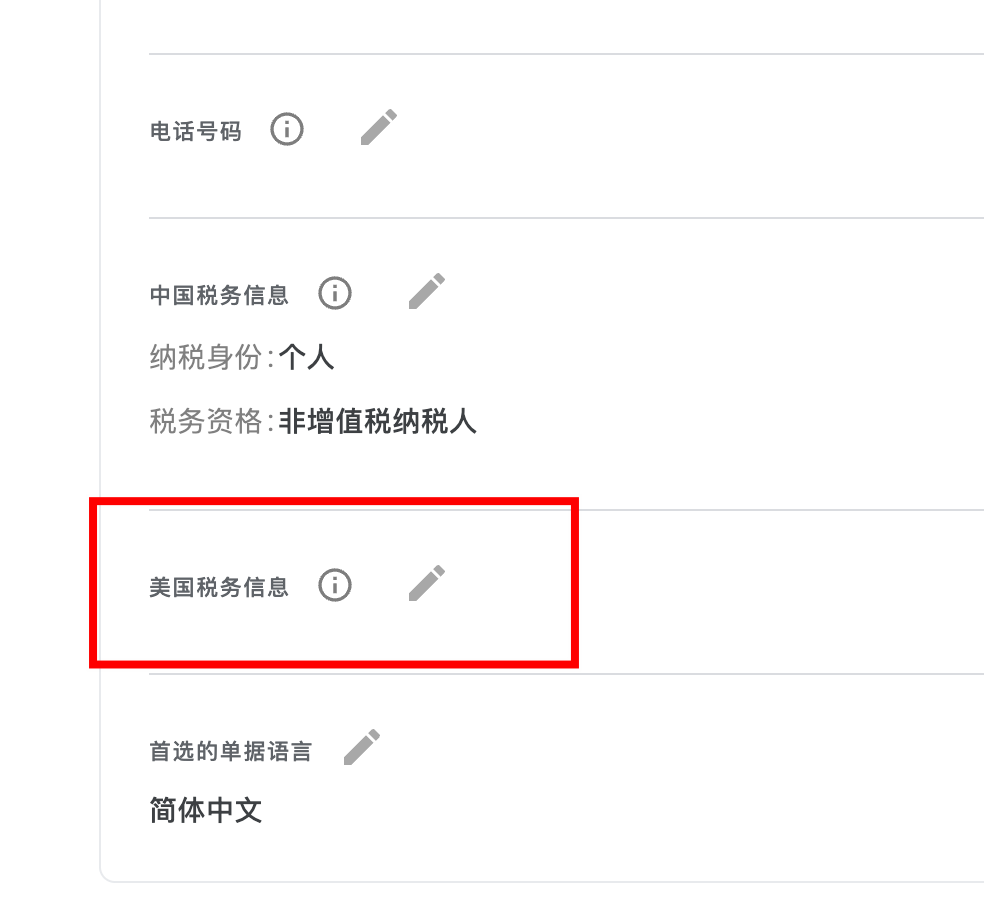 电话号码
中国税务信息
纳税身份:个人
税务资格:非增值税纳税人
美国税务信息
首选的单据语言
简体中文